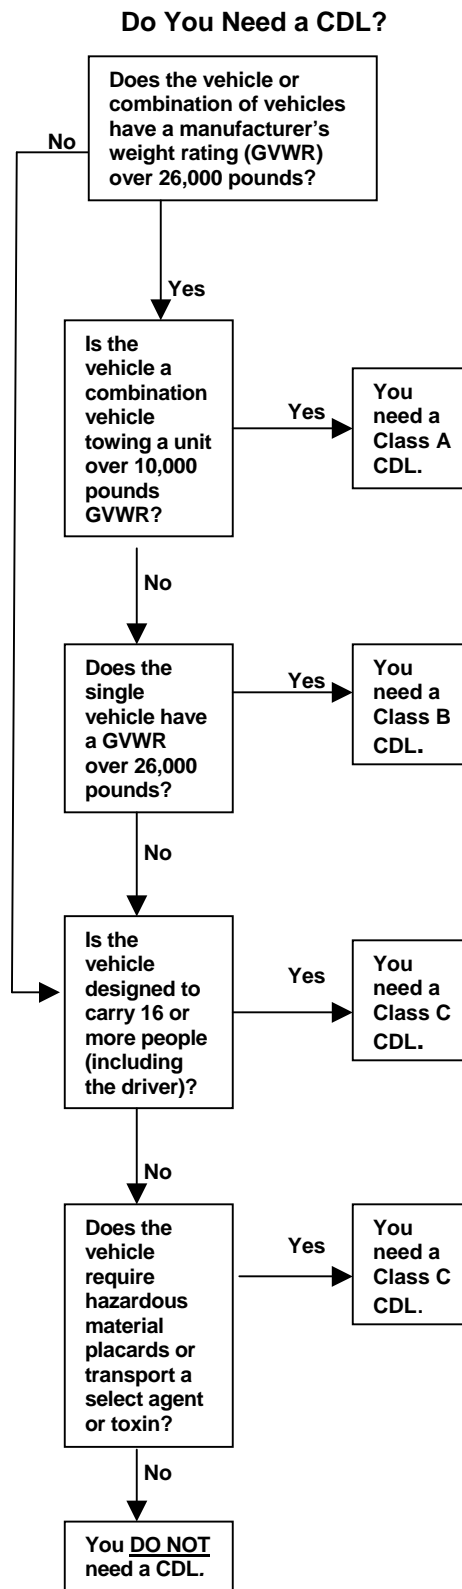 Do You Need a CDL?
Does the vehicle or
combination of vehicles
have a manufacturer's
weight rating (GVWR)
over 26,000 pounds?
No
Yes
Is the
vehicle a
combination
vehicle
towing a unit
over 10,000
pounds
GVWR?
Yes
You
need a
Class A
CDL.
No
Does the
single
vehicle have
a GVWR
over 26,000
pounds?
Yes
You
need a
Class B
CDL.
No
Is the
vehicle
designed to
carry 16 or
more people
(including
the driver)?
Yes
You
need a
Class C
CDL.
No
Does the
vehicle
require
hazardous
material
placards or
transport a
select agent
or toxin?
Yes
You
need a
Class C
CDL.
No
You DO NOT
need a CDL.